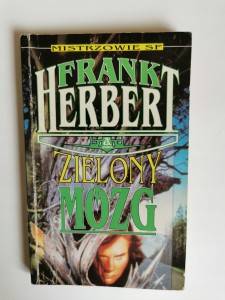 MISTRZOWIE SF
FRANK
HERBERT
ZIELONY
MÓZG